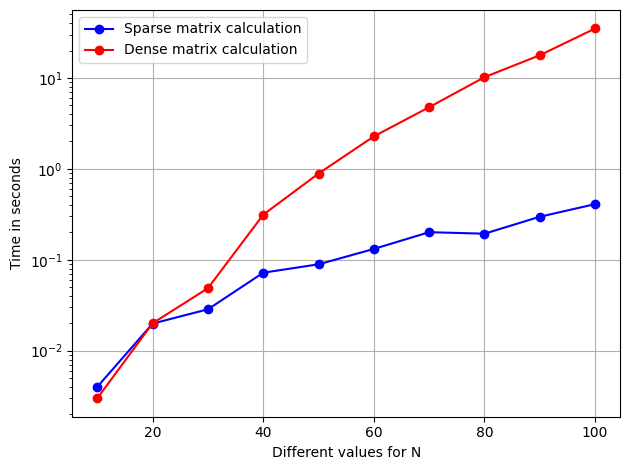 Sparse matrix calculation
Dense matrix calculation
Time in seconds
10¹
10⁰
10⁻¹
10⁻²
20 40 60 80 100
Different values for N